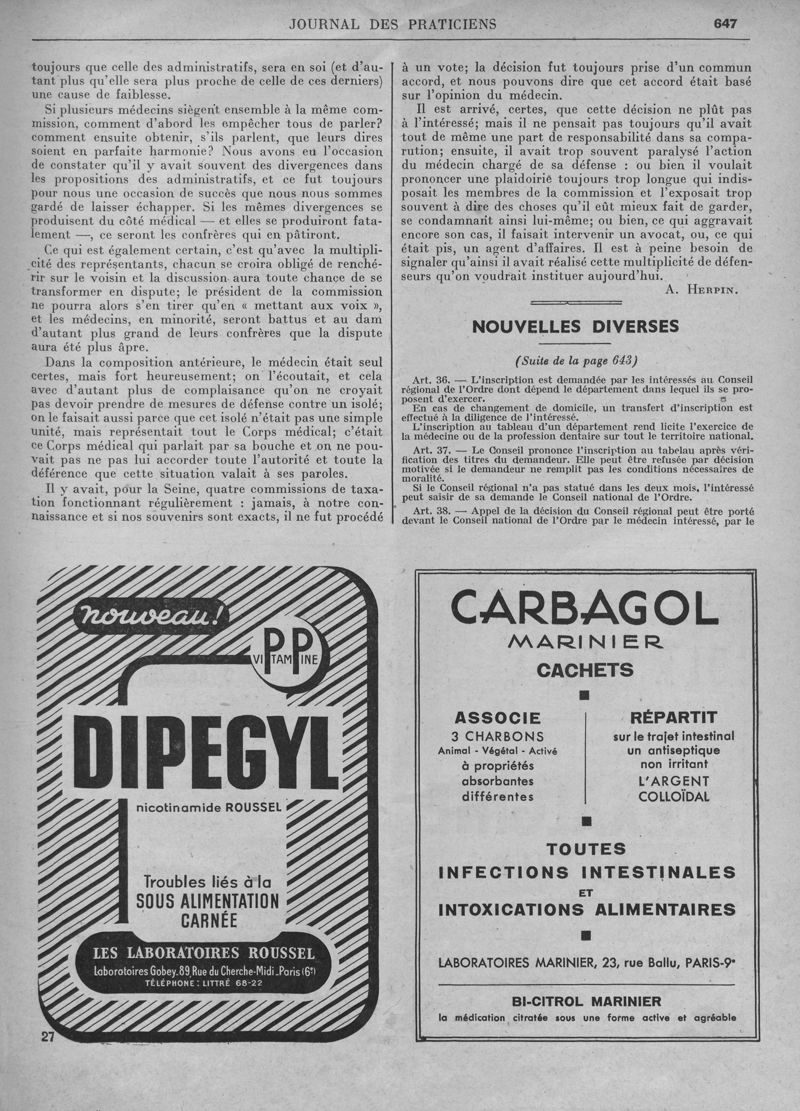 JOURNAL DES PRATICIENS
647
toujours que celle des administratifs, sera en soi (et d'au-
tant plus qu'elle sera plus proche de celle de ces derniers)
une cause de faiblesse.
Si plusieurs médecins siègent ensemble à la même com-
mission, comment d'abord les empêcher tous de parler?
comment ensuite obtenir, s'ils parlent, que leurs dires
soient en parfaite harmonie? Nous avons eu l'occasion
de constater qu'il y avait souvent des divergences dans
les propositions des administratifs, et ce fut toujours
pour nous une occasion de succès que nous nous sommes
gardé de laisser échapper. Si les mêmes divergences se
produisent du côté médical — et elles se produiront fata-
lement —, ce seront les confrères qui en pâtiront.
Ce qui est également certain, c'est qu'avec la multipli-
cité des représentants, chacun se croira obligé de renché-
rir sur le voisin et la discussion aura toute chance de se
transformer en dispute; le président de la commission
ne pourra alors s'en tirer qu'en « mettant aux voix »,
et les médecins, en minorité, seront battus et au dam
d'autant plus grand de leurs confrères que la dispute
aura été plus âpre.
Dans la composition antérieure, le médecin était seul
certes, mais fort heureusement; on l'écoutait, et cela
avec d'autant plus de complaisance qu'on ne croyait
pas devoir prendre de mesures de défense contre un isolé;
on le faisait aussi parce que cet isolé n'était pas une simple
unité, mais représentait tout le Corps médical; c'était
ce Corps médical qui parlait par sa bouche et on ne pou-
vait pas ne pas lui accorder toute l'autorité et toute la
déférence que cette situation valait à ses paroles.
Il y avait, pour la Seine, quatre commissions de taxa-
tion fonctionnant régulièrement : jamais, à notre con-
naissance et si nos souvenirs sont exacts, il ne fut procédé
à un vote; la décision fut toujours prise d'un commun
accord, et nous pouvons dire que cet accord était basé
sur l'opinion du médecin.
Il est arrivé, certes, que cette décision ne plût pas
à l'intéressé; mais il ne pensait pas toujours qu'il avait
tout de même une part de responsabilité dans sa compa-
rution; ensuite, il avait trop souvent paralysé l'action
du médecin chargé de sa défense : ou bien il voulait
prononcer une plaidoirie toujours trop longue qui indis-
posait les membres de la commission et l'exposait trop
souvent à dire des choses qu'il eût mieux fait de garder,
se condamnant ainsi lui-même; ou bien, ce qui aggravait
encore son cas, il faisait intervenir un avocat, ou, ce qui
était pis, un agent d'affaires. Il est à peine besoin de
signaler qu'ainsi il avait réalisé cette multiplicité de défen-
seurs qu'on voudrait instituer aujourd'hui.
A. HERPIN.
NOUVELLES DIVERSES
(Suite de la page 643)
Art. 36. — L'inscription est demandée par les intéressés au Conseil
régional de l'Ordre dont dépend le département dans lequel ils se pro-
posent d'exercer.
En cas de changement de domicile, un transfert d'inscription est
effectué à la diligence de l'intéressé.
L'inscription au tableau d'un département rend licite l'exercice de
la médecine ou de la profession dentaire sur tout le territoire national.
Art. 37. — Le Conseil prononce l'inscription au tabelau après véri-
fication des titres du demandeur. Elle peut être refusée par décision
motivée si le demandeur ne remplit pas les conditions nécessaires de
moralité.
Si le Conseil régional n'a pas statué dans les deux mois, l'intéressé
peut saisir de sa demande le Conseil national de l'Ordre.
Art. 38. — Appel de la décision du Conseil régional peut être porté
devant le Conseil national de l'Ordre par le médecin intéressé, par le
nouveau!
PP
VITAMPINE
DIPEGYL
nicotinamide ROUSSEL
Troubles liés à la
SOUS ALIMENTATION
CARNÉE
LES LABORATOIRES ROUSSEL
Laboratoires Gobey.89, Rue du Cherche-Midi.Paris (6e)
TÉLÉPHONE : LITTRÉ 68-22
27
CARBAGOL
MARINIER
CACHETS
ASSOCIE
3 CHARBONS
Animal - Végétal - Activé
à propriétés
absorbantes
différentes
RÉPARTIT
sur le trajet intestinal
un antiseptique
non irritant
L'ARGENT
COLLOÏDAL
TOUTES
INFECTIONS INTESTINALES
ET
INTOXICATIONS ALIMENTAIRES
LABORATOIRES MARINIER, 23, rue Ballu, PARIS-9e
BI-CITROL MARINIER
la médication citratée sous une forme active et agréable